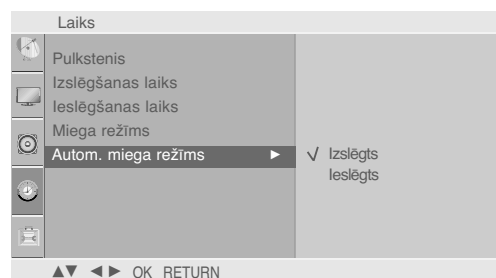 Laiks
Pulkstenis
Izslēgšanas laiks
Ieslēgšanas laiks
Miega režīms
Autom. miega režīms ►
√ Izslēgts
Ieslēgts
▲▼ ◄► OK RETURN